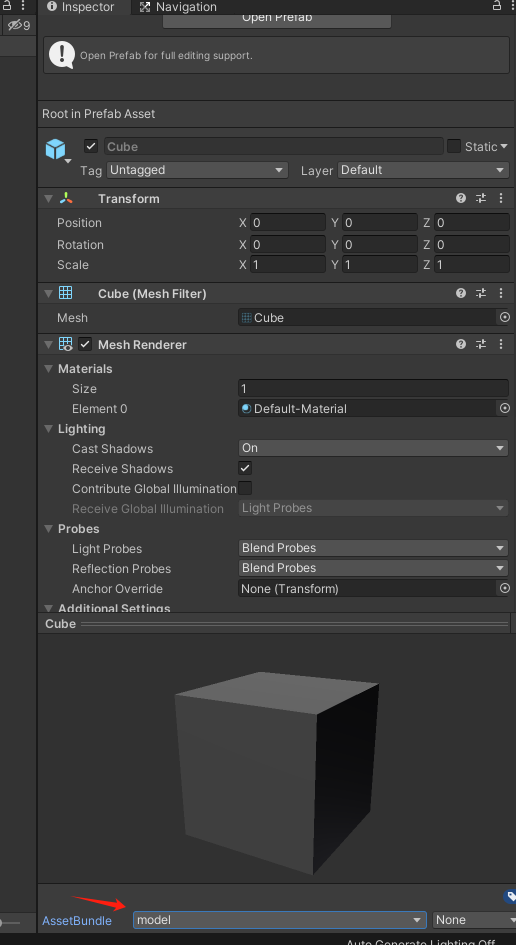 Inspector Navigation
9
Open Prefab
Open Prefab for full editing support.
Root in Prefab Asset
Cube Static
Tag Untagged Layer Default
Transform
Position X 0 Y 0 Z 0
Rotation X 0 Y 0 Z 0
Scale X 1 Y 1 Z 1
Cube (Mesh Filter)
Mesh Cube
Mesh Renderer
Materials
Size 1
Element 0 Default-Material
Lighting
Cast Shadows On
Receive Shadows
Contribute Global Illumination
Receive Global Illumination Light Probes
Probes
Light Probes Blend Probes
Reflection Probes Blend Probes
Anchor Override None (Transform)
Additional Settings
Cube
AssetBundle model None
Auto Generate Lighting Off